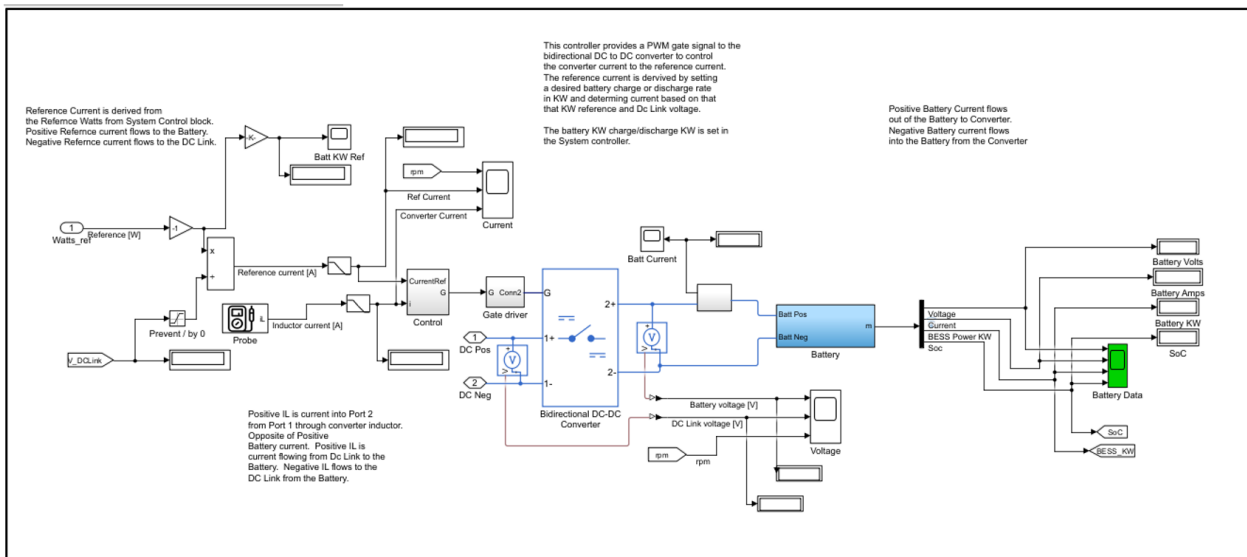 This controller provides a PWM gate signal to the
bidirectional DC to DC converter to control
the converter current to the reference current.
The reference current is dervived by setting
a desired battery charge or discharge rate
in KW and determing current based on that
that KW reference and Dc Link voltage.
The battery KW charge/discharge KW is set in
the System controller.
Reference Current is derived from
the Refernce Watts from System Control block.
Positive Refernce current flows to the Battery.
Negative Refernce current flows to the DC Link.
Positive Battery Current flows
out of the Battery to Converter.
Negative Battery current flows
into the Battery from the Converter
-K-
Batt KW Ref
rpm
Ref Current
Converter Current
Current
1
Watts_ref
Reference [W]
-1
x
÷
Reference current [A]
CurrentRef
G
i
Control
G
Conn2
Gate driver
Prevent / by 0
iL
Probe
Inductor current [A]
V_DCLink
1
DC Pos
2
DC Neg
V
G
1+
1-
2+
2-
Bidirectional DC-DC
Converter
V
Batt Current
Batt Pos
Batt Neg
m
Battery
Voltage
Current
BESS Power KW
Soc
Battery Volts
Battery Amps
Battery KW
SoC
Battery Data
SoC
BESS_KW
Battery voltage [V]
DC Link voltage [V]
rpm
rpm
Voltage
Positive IL is current into Port 2
from Port 1 through converter inductor.
Opposite of Positive
Battery current. Positive IL is
current flowing from Dc Link to the
Battery. Negative IL flows to the
DC Link from the Battery.